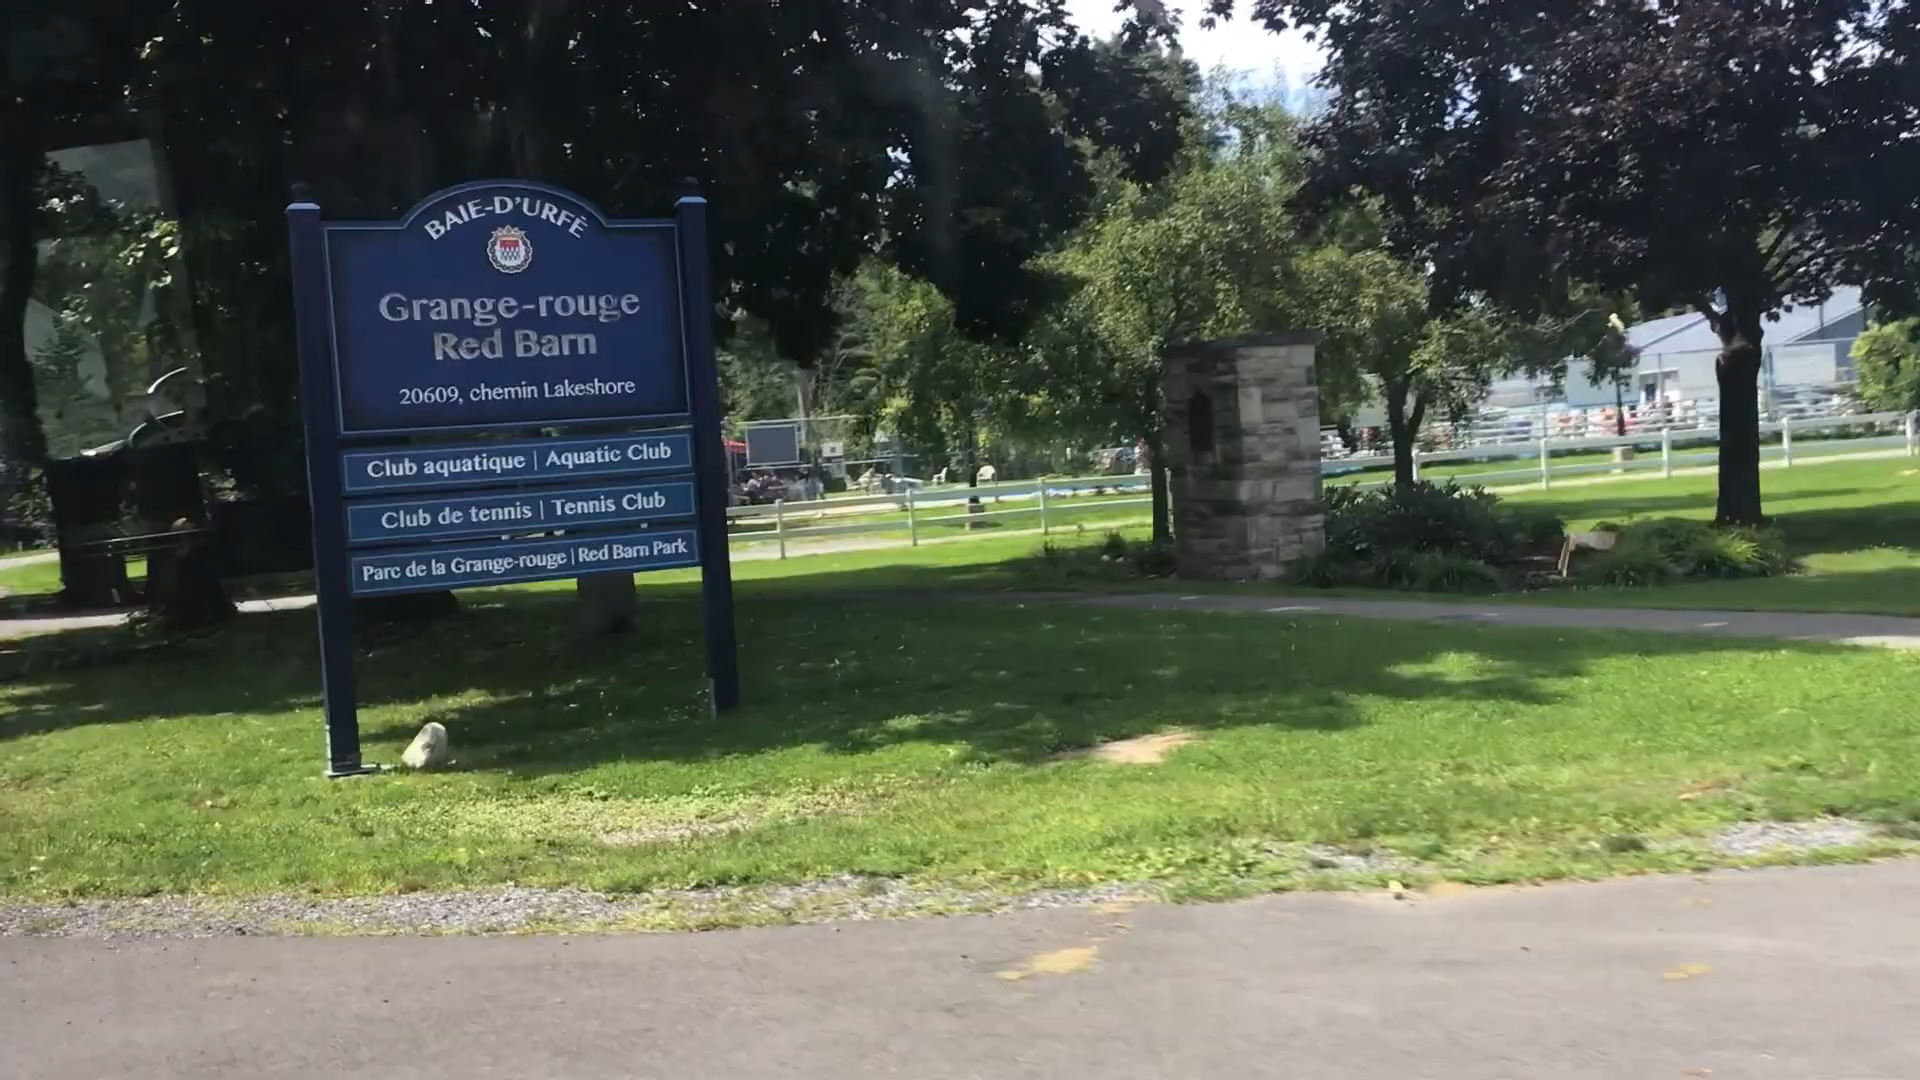 BAIE-D'URFÉ
Grange-rouge
Red Barn
20609, chemin Lakeshore
Club aquatique | Aquatic Club
Club de tennis | Tennis Club
Parc de la Grange-rouge | Red Barn Park